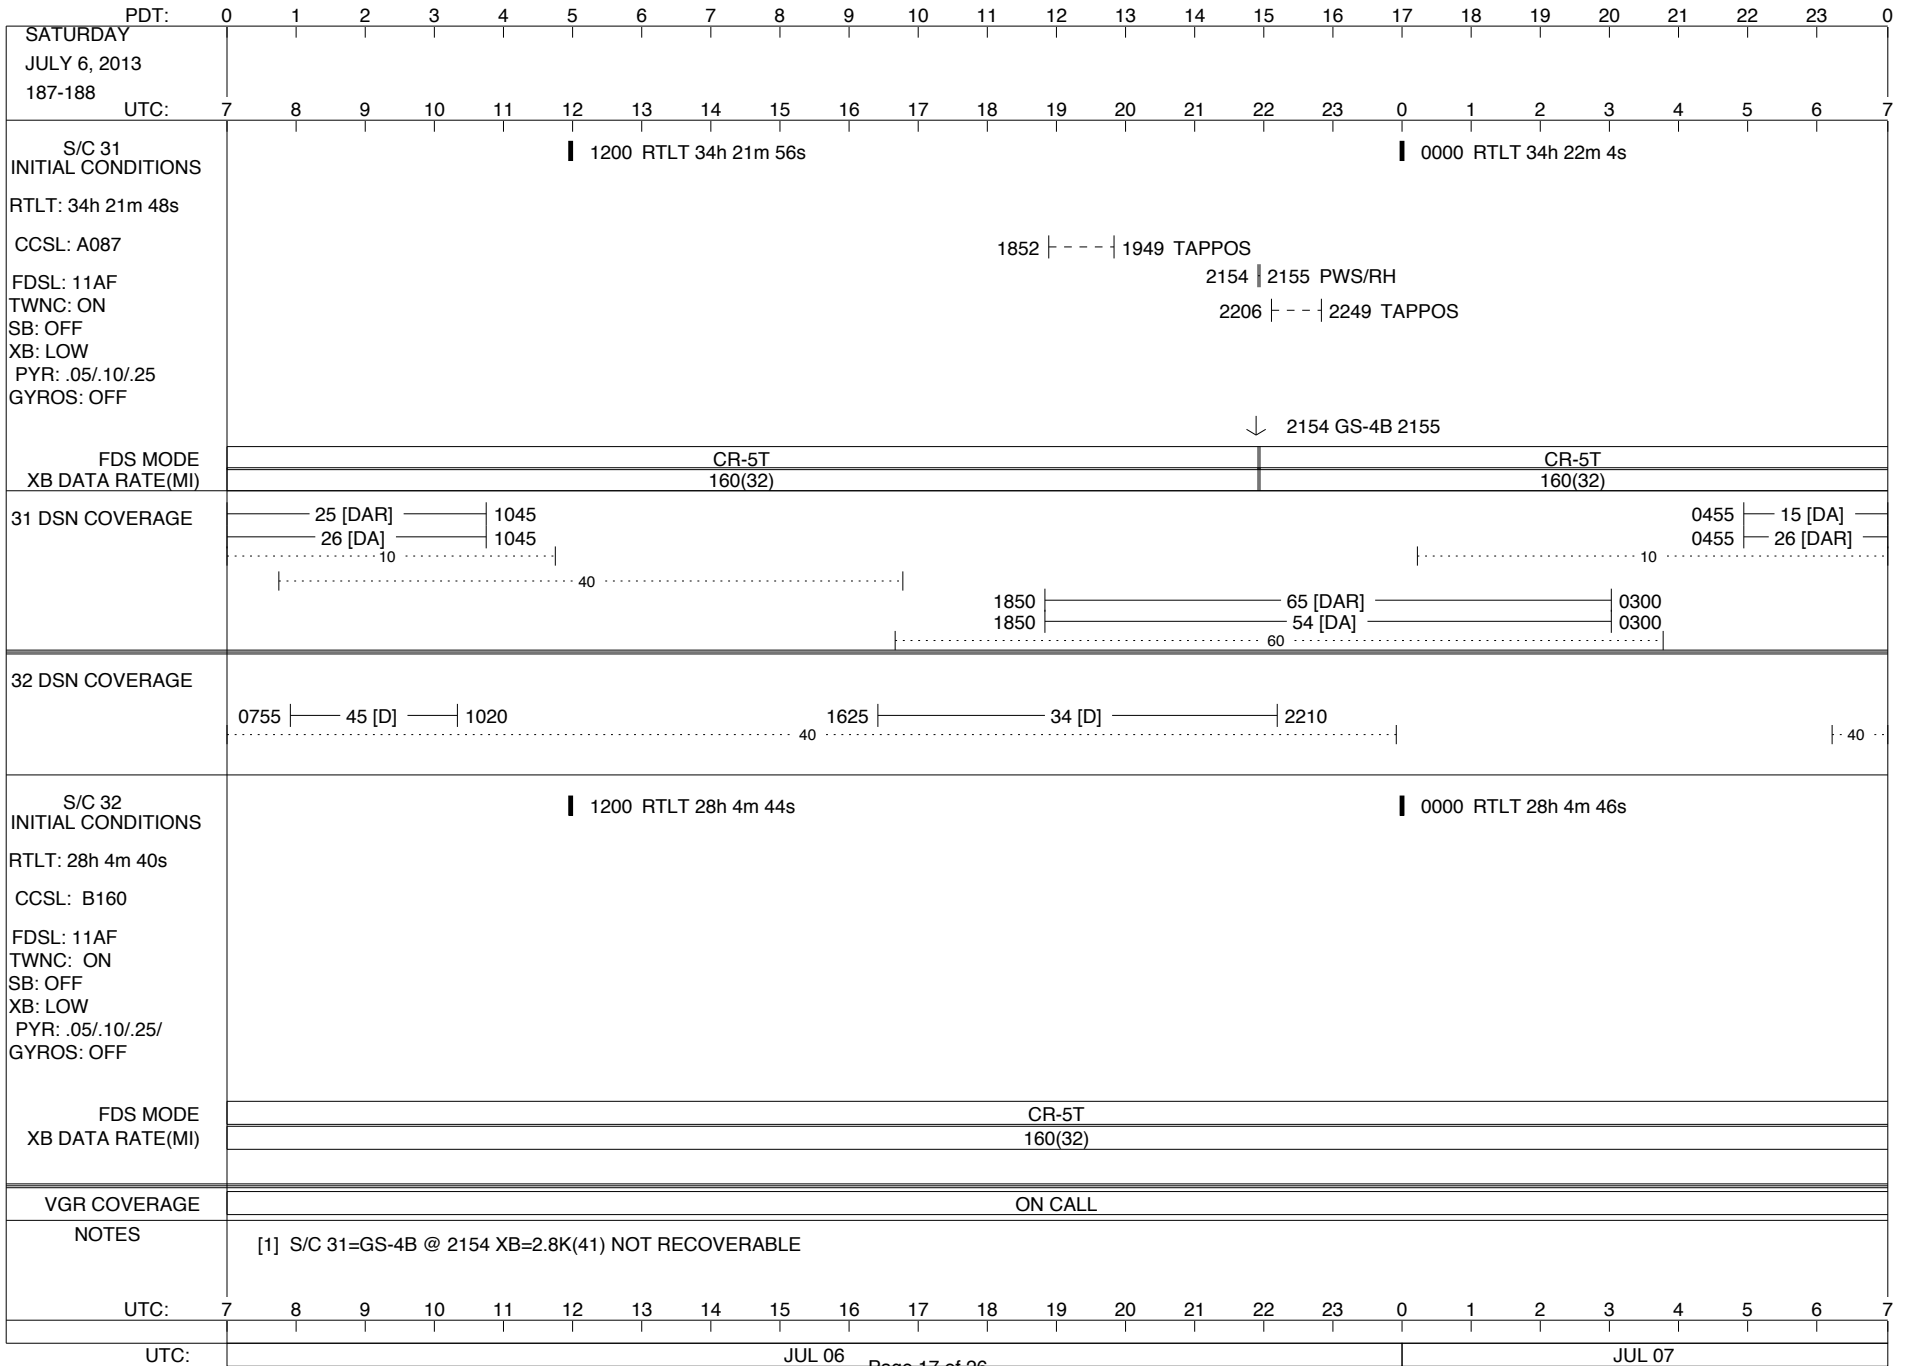 PDT: 0 1 2 3 4 5 6 7 8 9 10 11 12 13 14 15 16 17 18 19 20 21 22 23 0
SATURDAY
JULY 6, 2013
187-188
UTC: 7 8 9 10 11 12 13 14 15 16 17 18 19 20 21 22 23 0 1 2 3 4 5 6 7
S/C 31
INITIAL CONDITIONS
1200 RTLT 34h 21m 56s
0000 RTLT 34h 22m 4s
RTLT: 34h 21m 48s
CCSL: A087
1852 1949 TAPPOS
FDSL: 11AF
2154 2155 PWS/RH
TWNC: ON
2206 2249 TAPPOS
SB: OFF
XB: LOW
PYR: .05/.10/.25
GYROS: OFF
2154 GS-4B 2155
FDS MODE CR-5T CR-5T
XB DATA RATE(MI) 160(32) 160(32)
31 DSN COVERAGE
25 [DAR] 1045 0455 15 [DA]
26 [DA] 1045 0455 26 [DAR]
10 10
40
1850 65 [DAR] 0300
1850 54 [DA] 0300
60
32 DSN COVERAGE
0755 45 [D] 1020 1625 34 [D] 2210
40 40
S/C 32
INITIAL CONDITIONS
1200 RTLT 28h 4m 44s
0000 RTLT 28h 4m 46s
RTLT: 28h 4m 40s
CCSL: B160
FDSL: 11AF
TWNC: ON
SB: OFF
XB: LOW
PYR: .05/.10/.25/
GYROS: OFF
FDS MODE CR-5T
XB DATA RATE(MI) 160(32)
VGR COVERAGE ON CALL
NOTES
[1] S/C 31=GS-4B @ 2154 XB=2.8K(41) NOT RECOVERABLE
UTC: 7 8 9 10 11 12 13 14 15 16 17 18 19 20 21 22 23 0 1 2 3 4 5 6 7
UTC: JUL 06 JUL 07
Page 17 of 26